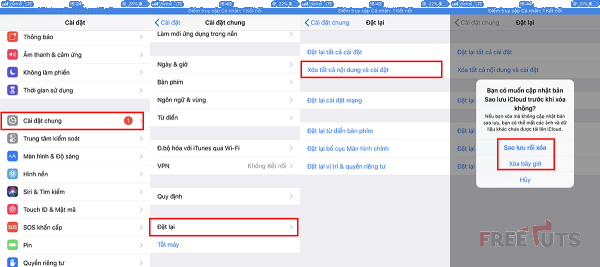 Viettel LTE 15:24 26%
Cài đặt
Thông báo
Âm thanh & cảm ứng
Không làm phiền
Thời gian sử dụng
Cài đặt chung
1
Trung tâm kiểm soát
Màn hình & Độ sáng
Hình nền
Siri & Tìm kiếm
Touch ID & Mật mã
SOS khẩn cấp
Pin
Quyền riêng tư
Điểm truy cập Cá nhân: 1 Kết nối
Cài đặt
Cài đặt chung
Làm mới ứng dụng trong nền
Ngày & giờ
Bàn phím
Ngôn ngữ & vùng
Từ điển
Đ.bộ hóa với iTunes qua Wi-Fi
VPN
Không Kết nối
Quy định
Đặt lại
Tắt máy
Điểm truy cập Cá nhân: 1 Kết nối
Cài đặt chung
Đặt lại
Đặt lại tất cả cài đặt
Xóa tất cả nội dung và cài đặt
Đặt lại cài đặt mạng
Đặt lại từ điển bàn phím
Đặt lại bố cục Màn hình chính
Đặt lại vị trí & quyền riêng tư
Điểm truy cập Cá nhân: 1 Kết nối
Cài đặt chung
Đặt lại
Đặt lại tất cả cài đặt
Xóa tất cả nội dung và cài đặt
Bạn có muốn cập nhật bản
Sao lưu iCloud trước khi xóa
không?
Nếu bạn xóa mà không cập nhật bản
sao lưu, bạn có thể mất các ảnh và dữ
liệu khác chưa được tải lên iCloud.
Sao lưu rồi xóa
Xóa bây giờ
Hủy
FREETUTS